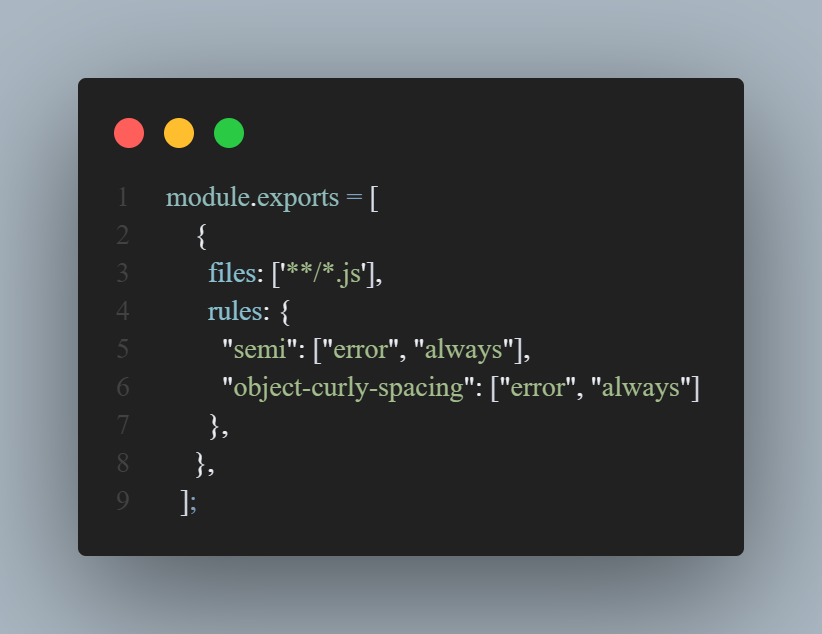 1 module.exports = [
2 {
3 files: ['**/*.js'],
4 rules: {
5 "semi": ["error", "always"],
6 "object-curly-spacing": ["error", "always"]
7 },
8 },
9 ];